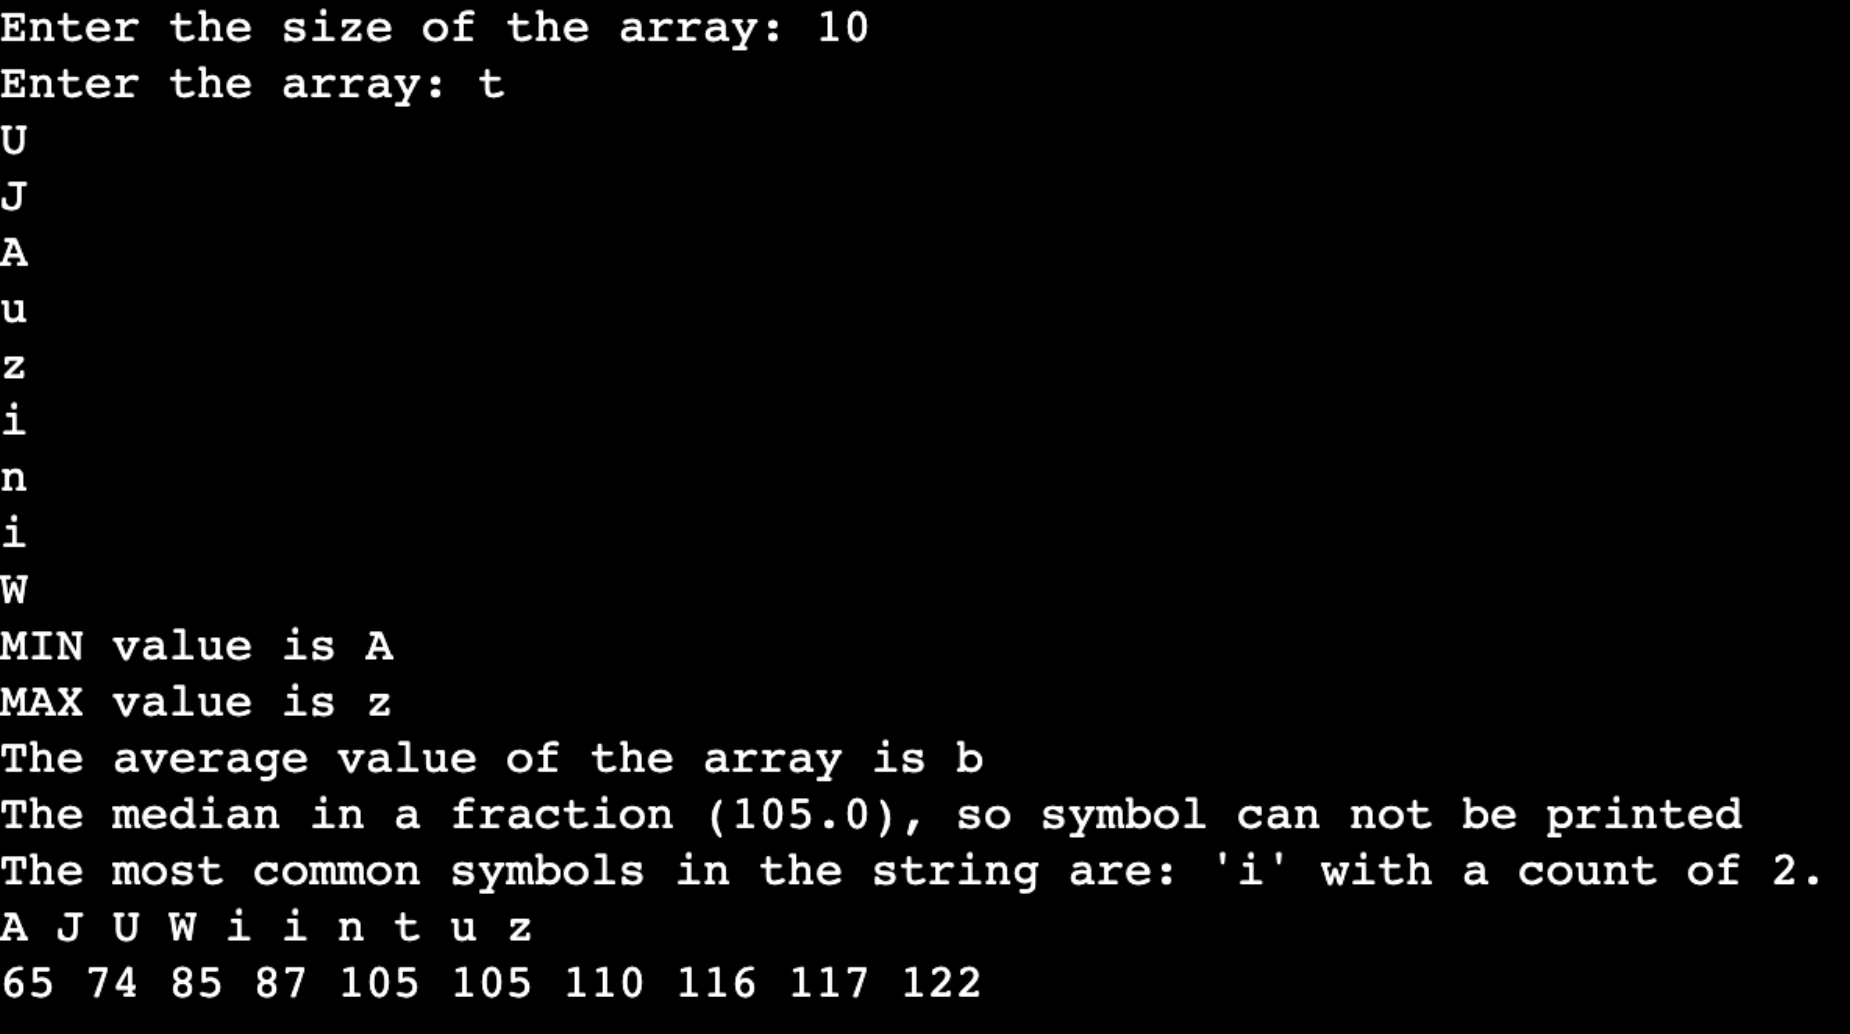 Enter the size of the array: 10
Enter the array: t
U
J
A
u
z
i
n
i
W
MIN value is A
MAX value is z
The average value of the array is b
The median in a fraction (105.0), so symbol can not be printed
The most common symbols in the string are: 'i' with a count of 2.
A J U W i i n t u z
65 74 85 87 105 105 110 116 117 122